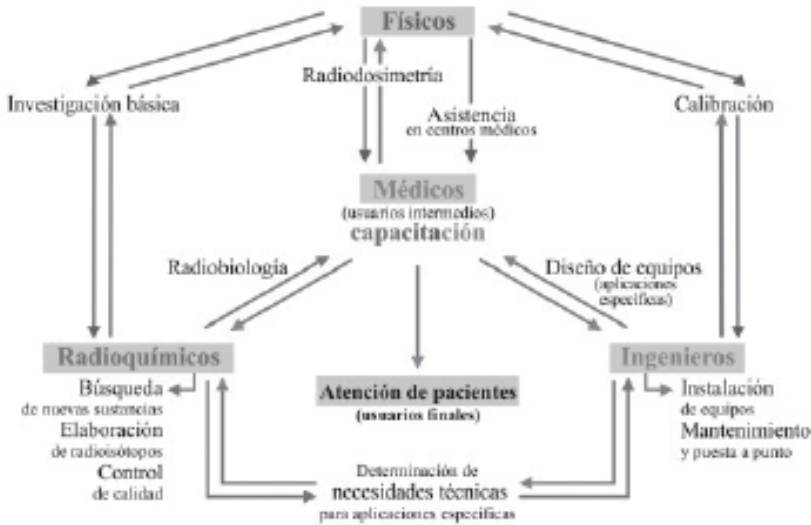 Físicos
Radiodosimetría
Investigación básica
Calibración
Asistencia
en centros médicos
Médicos
(usuarios intermedios)
capacitación
Radiobiología
Diseño de equipos
(aplicaciones
específicas)
Radioquímicos
Ingenieros
Búsqueda
de nuevas sustancias
Elaboración
de radioisótopos
Control
de calidad
Atención de pacientes
(usuarios finales)
Instalación
de equipos
Mantenimiento
y puesta a punto
Determinación de
necesidades técnicas
para aplicaciones específicas